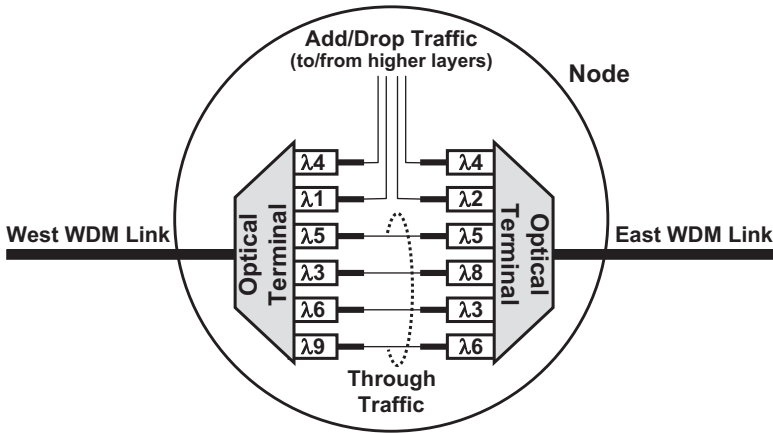 Add/Drop Traffic
(to/from higher layers)
Node
λ4
λ1
λ5
λ3
λ6
λ9
λ4
λ2
λ5
λ8
λ3
λ6
West WDM Link
Optical
Terminal
Optical
Terminal
East WDM Link
Through
Traffic